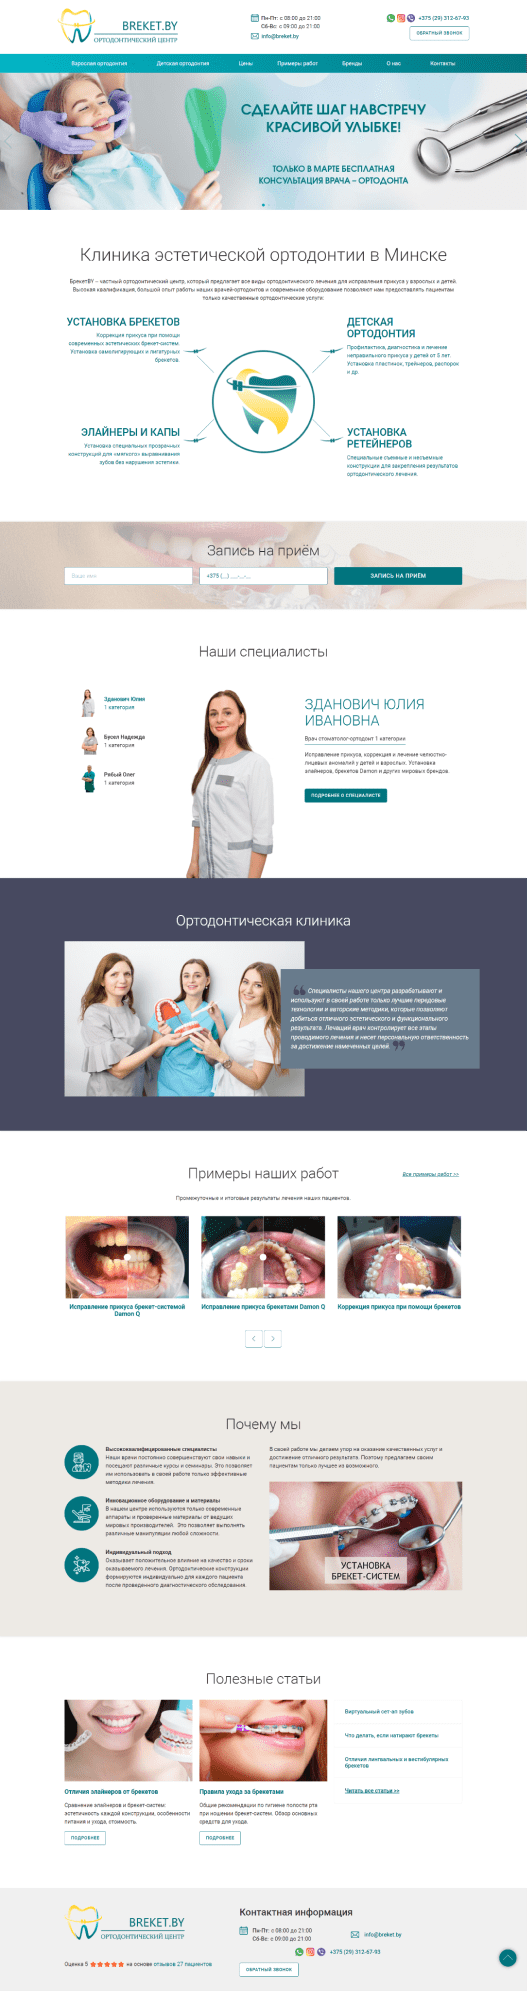 BREKET.BY
ОРТОДОНТИЧЕСКИЙ ЦЕНТР
Пн-Пт: с 08:00 до 21:00
Сб-Вс: с 09:00 до 21:00
info@breket.by
+375 (29) 312-67-93
ОБРАТНЫЙ ЗВОНОК
Взрослая ортодонтия
Детская ортодонтия
Цены
Примеры работ
Бренды
О нас
Контакты
СДЕЛАЙТЕ ШАГ НАВСТРЕЧУ
КРАСИВОЙ УЛЫБКЕ!
ТОЛЬКО В МАРТЕ БЕСПЛАТНАЯ
КОНСУЛЬТАЦИЯ ВРАЧА – ОРТОДОНТА
Клиника эстетической ортодонтии в Минске
БрекетBY – частный ортодонтический центр, который предлагает все виды ортодонтического лечения для исправления прикуса у взрослых и детей.
Высокая квалификация, большой опыт работы наших врачей-ортодонтов и современное оборудование позволяют нам предоставлять пациентам
только качественные ортодонтические услуги:
УСТАНОВКА БРЕКЕТОВ
Коррекция прикуса при помощи
современных эстетических брекет-систем.
Установка самолигирующих и лигатурных
брекетов.
ДЕТСКАЯ
ОРТОДОНТИЯ
Профилактика, диагностика и лечение
неправильного прикуса у детей от 5 лет.
Установка пластинок, трейнеров, распорок
и др.
ЭЛАЙНЕРЫ И КАПЫ
Установка специальных прозрачных
конструкций для «мягкого» выравнивания
зубов без нарушения эстетики.
УСТАНОВКА
РЕТЕЙНЕРОВ
Специальные съемные и несъемные
конструкции для закрепления результатов
ортодонтического лечения.
Запись на приём
Ваше имя
+375 (__) ___-__-__
ЗАПИСЬ НА ПРИЁМ
Наши специалисты
Зданович Юлия
1 категория
Бусел Надежда
1 категория
Рябый Олег
1 категория
ЗДАНОВИЧ ЮЛИЯ
ИВАНОВНА
Врач стоматолог-ортодонт 1 категории
Исправление прикуса, коррекция и лечение челюстно-
лицевых аномалий у детей и взрослых. Установка
элайнеров, брекетов Damon и других мировых брендов.
ПОДРОБНЕЕ О СПЕЦИАЛИСТЕ
Ортодонтическая клиника
Специалисты нашего центра разрабатывают и
используют в своей работе только лучшие передовые
технологии и авторские методики, которые позволяют
добиться отличного эстетического и функционального
результата. Лечащий врач контролирует все этапы
проводимого лечения и несет персональную ответственность
за достижение намеченных целей.
Примеры наших работ
Все примеры работ >>
Промежуточные и итоговые результаты лечения наших пациентов.
Исправление прикуса брекет-системой
Damon Q
Исправление прикуса брекетами Damon Q
Коррекция прикуса при помощи брекетов
Почему мы
Высококвалифицированные специалисты
Наши врачи постоянно совершенствуют свои навыки и
посещают различные курсы и семинары. Это позволяет
им использовать в своей работе только эффективные
методики лечения.
Инновационное оборудование и материалы
В нашем центре используются только современные
аппараты и проверенные материалы от ведущих
мировых производителей. Это позволяет выполнять
различные манипуляции любой сложности.
Индивидуальный подход
Оказывает положительное влияние на качество и сроки
оказываемого лечения. Ортодонтические конструкции
формируются индивидуально для каждого пациента
после проведенного диагностического обследования.
В своей работе мы делаем упор на оказание качественных услуг и
достижение отличного результата. Поэтому предлагаем своим
пациентам только лучшее из возможного.
УСТАНОВКА
БРЕКЕТ-СИСТЕМ
Полезные статьи
Отличия элайнеров от брекетов
Сравнение элайнеров и брекет-систем:
эстетичность каждой конструкции, особенности
питания и ухода, стоимость.
ПОДРОБНЕЕ
Правила ухода за брекетами
Общие рекомендации по гигиене полости рта
при ношении брекет-систем. Обзор основных
средств для ухода.
ПОДРОБНЕЕ
Виртуальный сет-ап зубов
Что делать, если натирают брекеты
Отличия лингвальных и вестибулярных
брекетов
Читать все статьи >>
BREKET.BY
ОРТОДОНТИЧЕСКИЙ ЦЕНТР
Оценка 5 на основе отзывов 27 пациентов
Контактная информация
Пн-Пт: с 08:00 до 21:00
Сб-Вс: с 09:00 до 21:00
info@breket.by
+375 (29) 312-67-93
ОБРАТНЫЙ ЗВОНОК